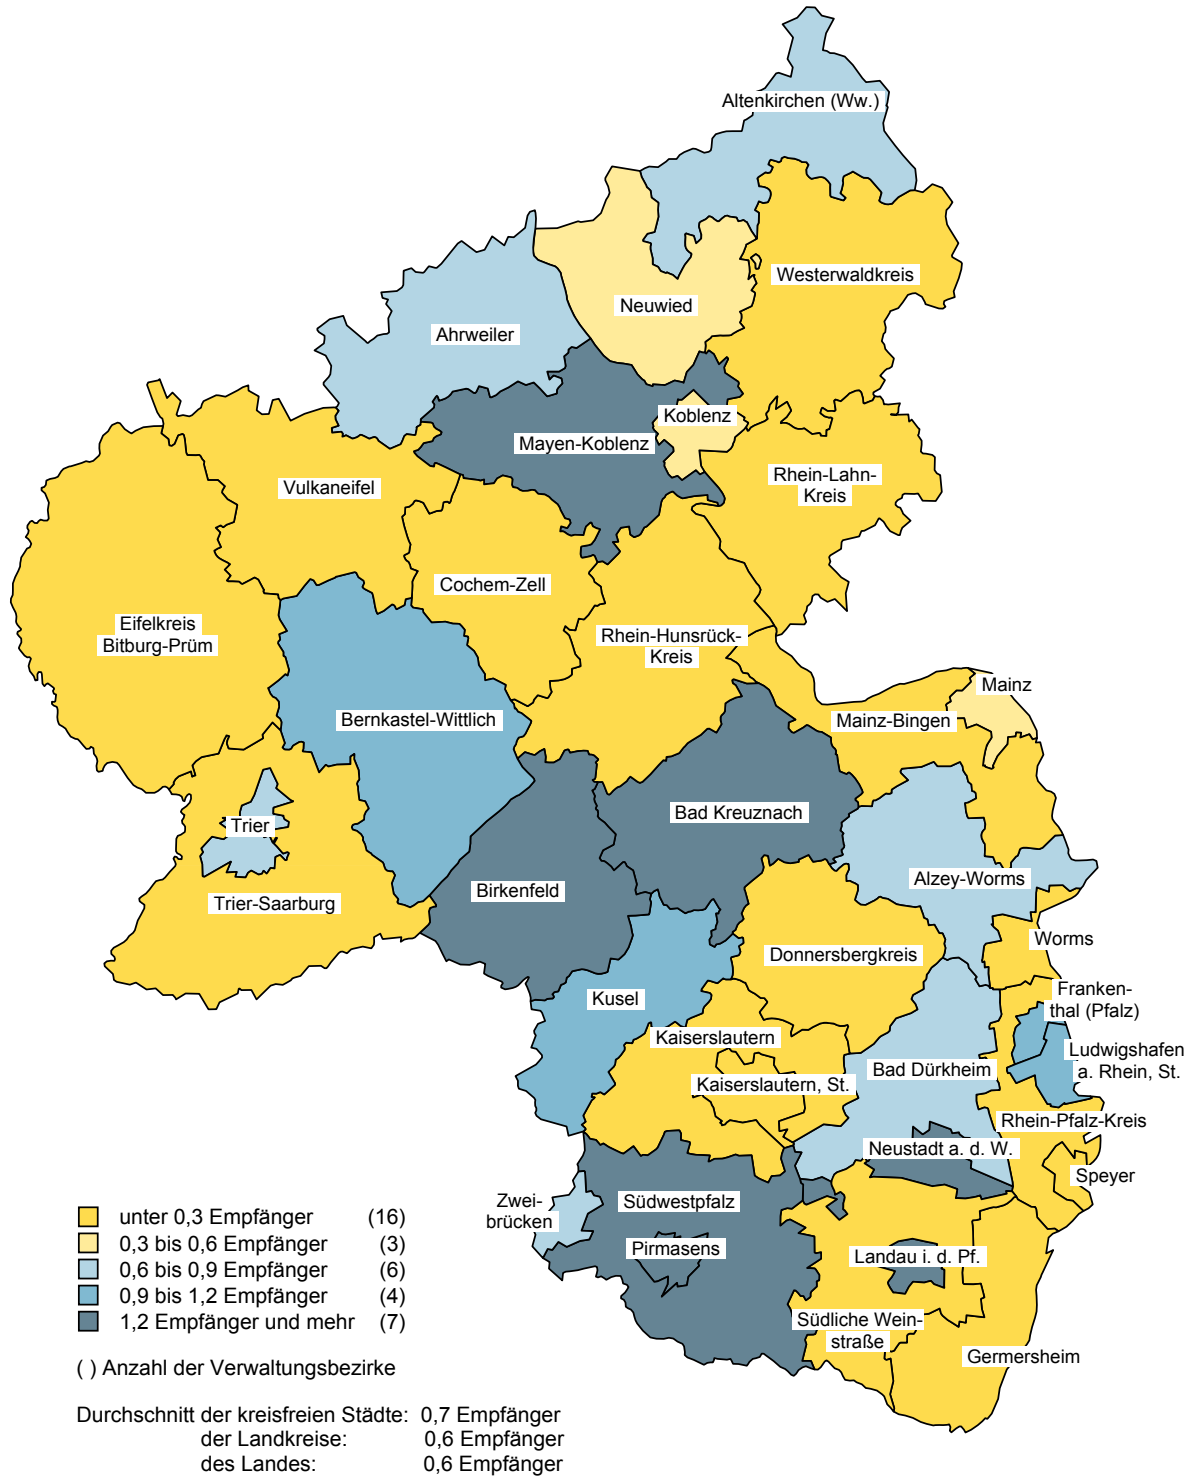 Altenkirchen (Ww.)
Westerwaldkreis
Neuwied
Ahrweiler
Koblenz
Mayen-Koblenz
Rhein-Lahn-
Kreis
Vulkaneifel
Cochem-Zell
Eifelkreis
Bitburg-Prüm
Rhein-Hunsrück-
Kreis
Mainz
Mainz-Bingen
Bernkastel-Wittlich
Bad Kreuznach
Trier
Alzey-Worms
Birkenfeld
Trier-Saarburg
Worms
Donnersbergkreis
Kusel
Franken-
thal (Pfalz)
Kaiserslautern
Ludwigshafen
a. Rhein, St.
Bad Dürkheim
Kaiserslautern, St.
Rhein-Pfalz-Kreis
Neustadt a. d. W.
Speyer
Zwei-
brücken
Südwestpfalz
Pirmasens
Landau i. d. Pf.
Südliche Wein-
straße
Germersheim
unter 0,3 Empfänger (16)
0,3 bis 0,6 Empfänger (3)
0,6 bis 0,9 Empfänger (6)
0,9 bis 1,2 Empfänger (4)
1,2 Empfänger und mehr (7)
( ) Anzahl der Verwaltungsbezirke
Durchschnitt der kreisfreien Städte: 0,7 Empfänger
der Landkreise: 0,6 Empfänger
des Landes: 0,6 Empfänger